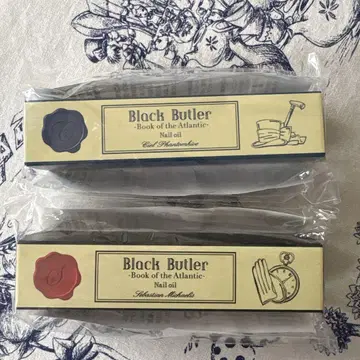 Black Butler
-Book of the Atlantic-
Nail oil
Ciel Phantomhive
Black Butler
-Book of the Atlantic-
Nail oil
Sebastian Michaelis